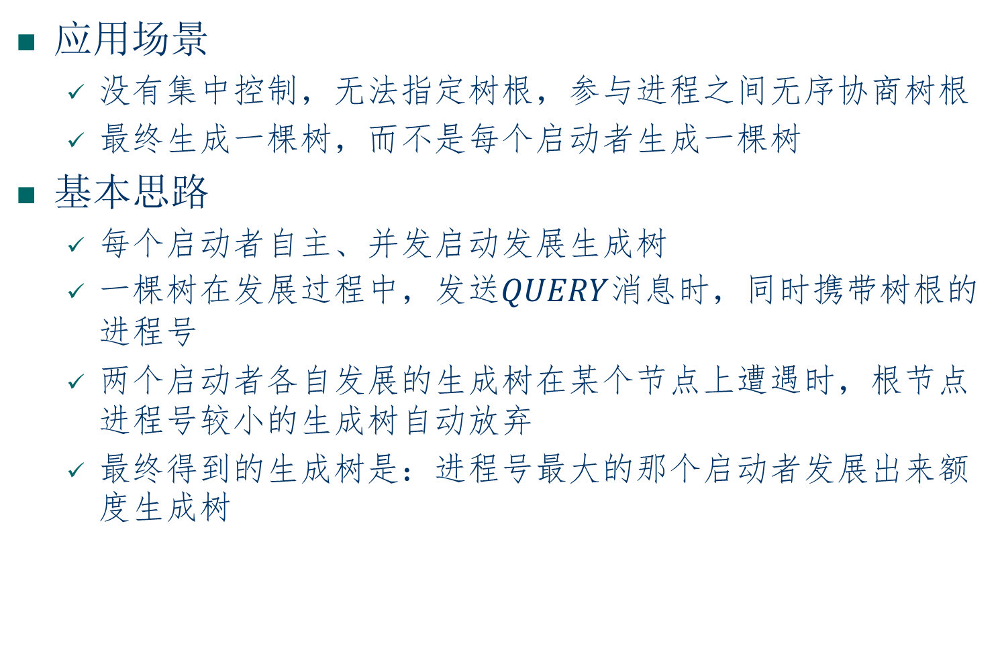 ■ 应用场景
✓ 没有集中控制，无法指定树根，参与进程之间无序协商树根
✓ 最终生成一棵树，而不是每个启动者生成一棵树
■ 基本思路
✓ 每个启动者自主、并发启动发展生成树
✓ 一棵树在发展过程中，发送QUERY消息时，同时携带树根的
进程号
✓ 两个启动者各自发展的生成树在某个节点上遭遇时，根节点
进程号较小的生成树自动放弃
✓ 最终得到的生成树是：进程号最大的那个启动者发展出来额
度生成树